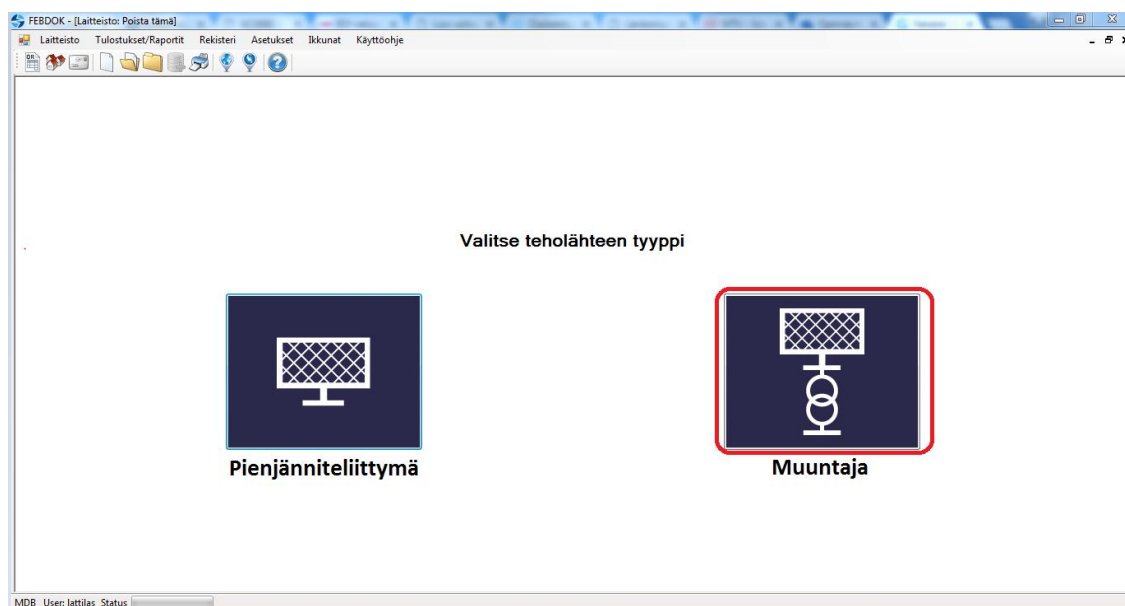 FEBDOK - [Laitteisto: Poista tämä]
Laitteisto Tulostukset/Raportit Rekisteri Asetukset Ikkunat Käyttöohje
Valitse teholähteen tyyppi
Pienjänniteliittymä Muuntaja
MDB User: lattilas Status